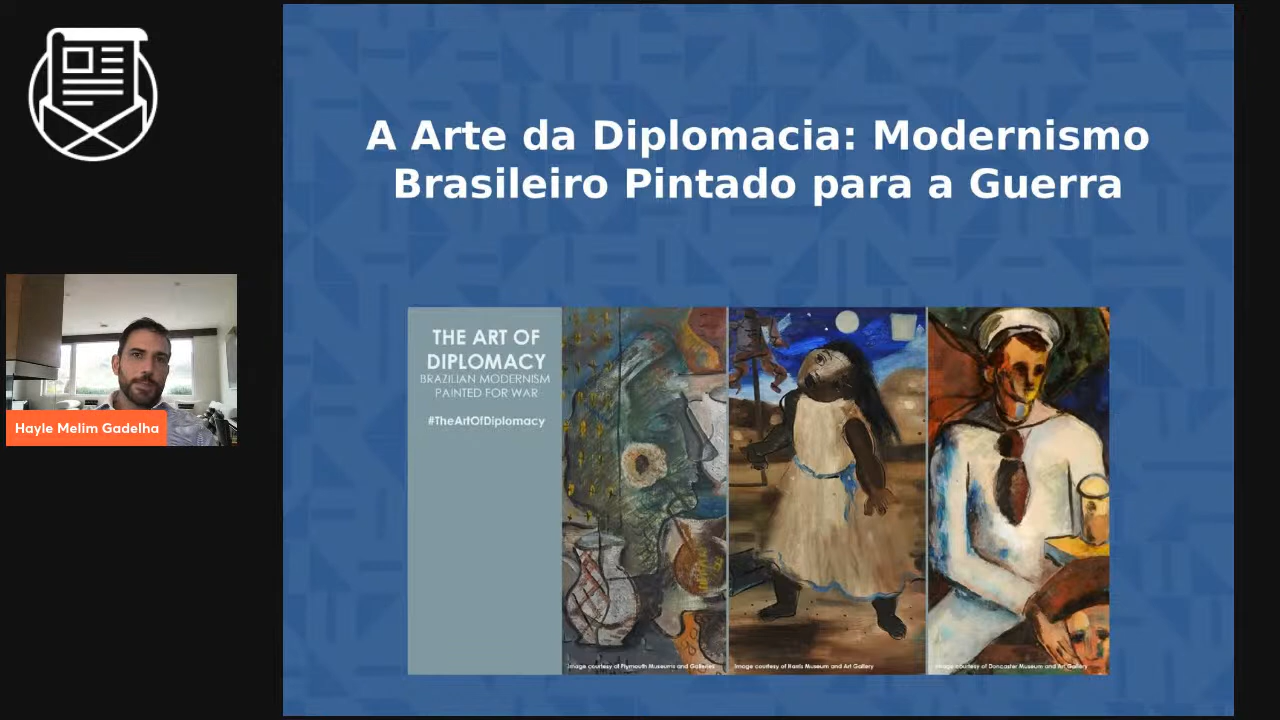 A Arte da Diplomacia: Modernismo
Brasileiro Pintado para a Guerra
Hayle Melim Gadelha
THE ART OF
DIPLOMACY
BRAZILIAN MODERNISM
PAINTED FOR WAR
#TheArtOfDiplomacy
Image courtesy of Plymouth Museums and Galleries
Image courtesy of Harris Museum and Art Gallery
Image courtesy of Doncaster Museum and Art Gallery